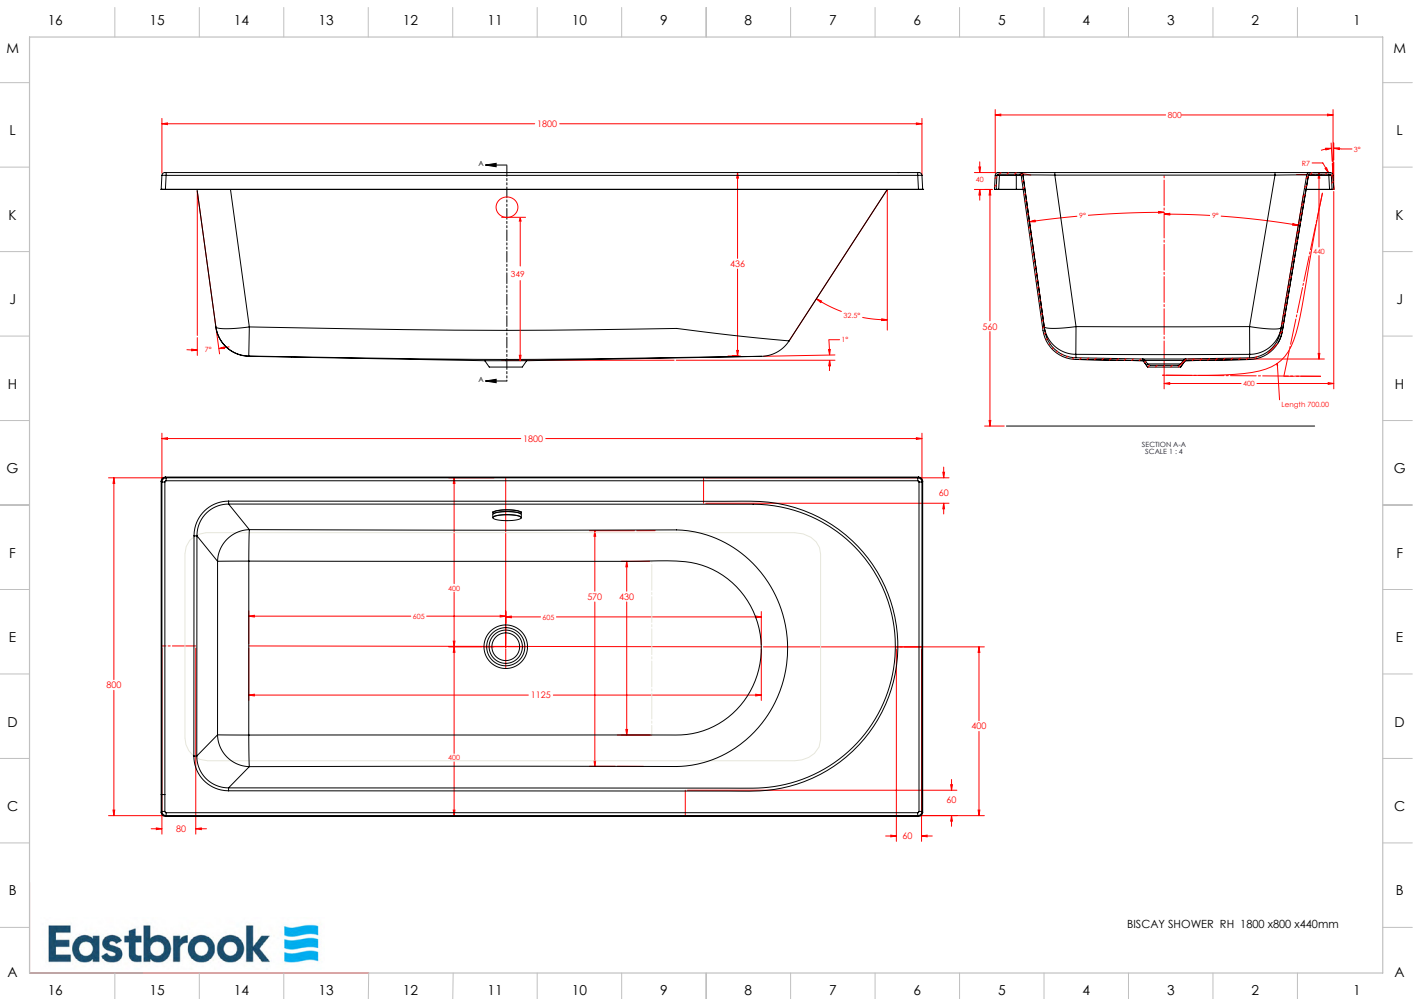 16 15 14 13 12 11 10 9 8 7 6 5 4 3 2 1
M M
L L
K K
J J
H H
G G
F F
E E
D D
C C
B B
A A
1800
A
349
436
32.5°
7°
1°
A
800
3°
R7
40
9° 9°
440
560
400
Length 700.00
SECTION A-A
SCALE 1 : 4
1800
60
400
570 430
605 605
800
1125
400
400
60
80
60
BISCAY SHOWER RH 1800 x800 x440mm
Eastbrook
16 15 14 13 12 11 10 9 8 7 6 5 4 3 2 1